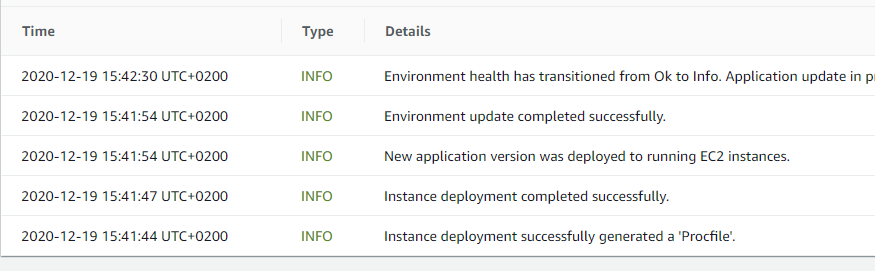 Time Type Details
2020-12-19 15:42:30 UTC+0200 INFO Environment health has transitioned from Ok to Info. Application update in
2020-12-19 15:41:54 UTC+0200 INFO Environment update completed successfully.
2020-12-19 15:41:54 UTC+0200 INFO New application version was deployed to running EC2 instances.
2020-12-19 15:41:47 UTC+0200 INFO Instance deployment completed successfully.
2020-12-19 15:41:44 UTC+0200 INFO Instance deployment successfully generated a 'Procfile'.